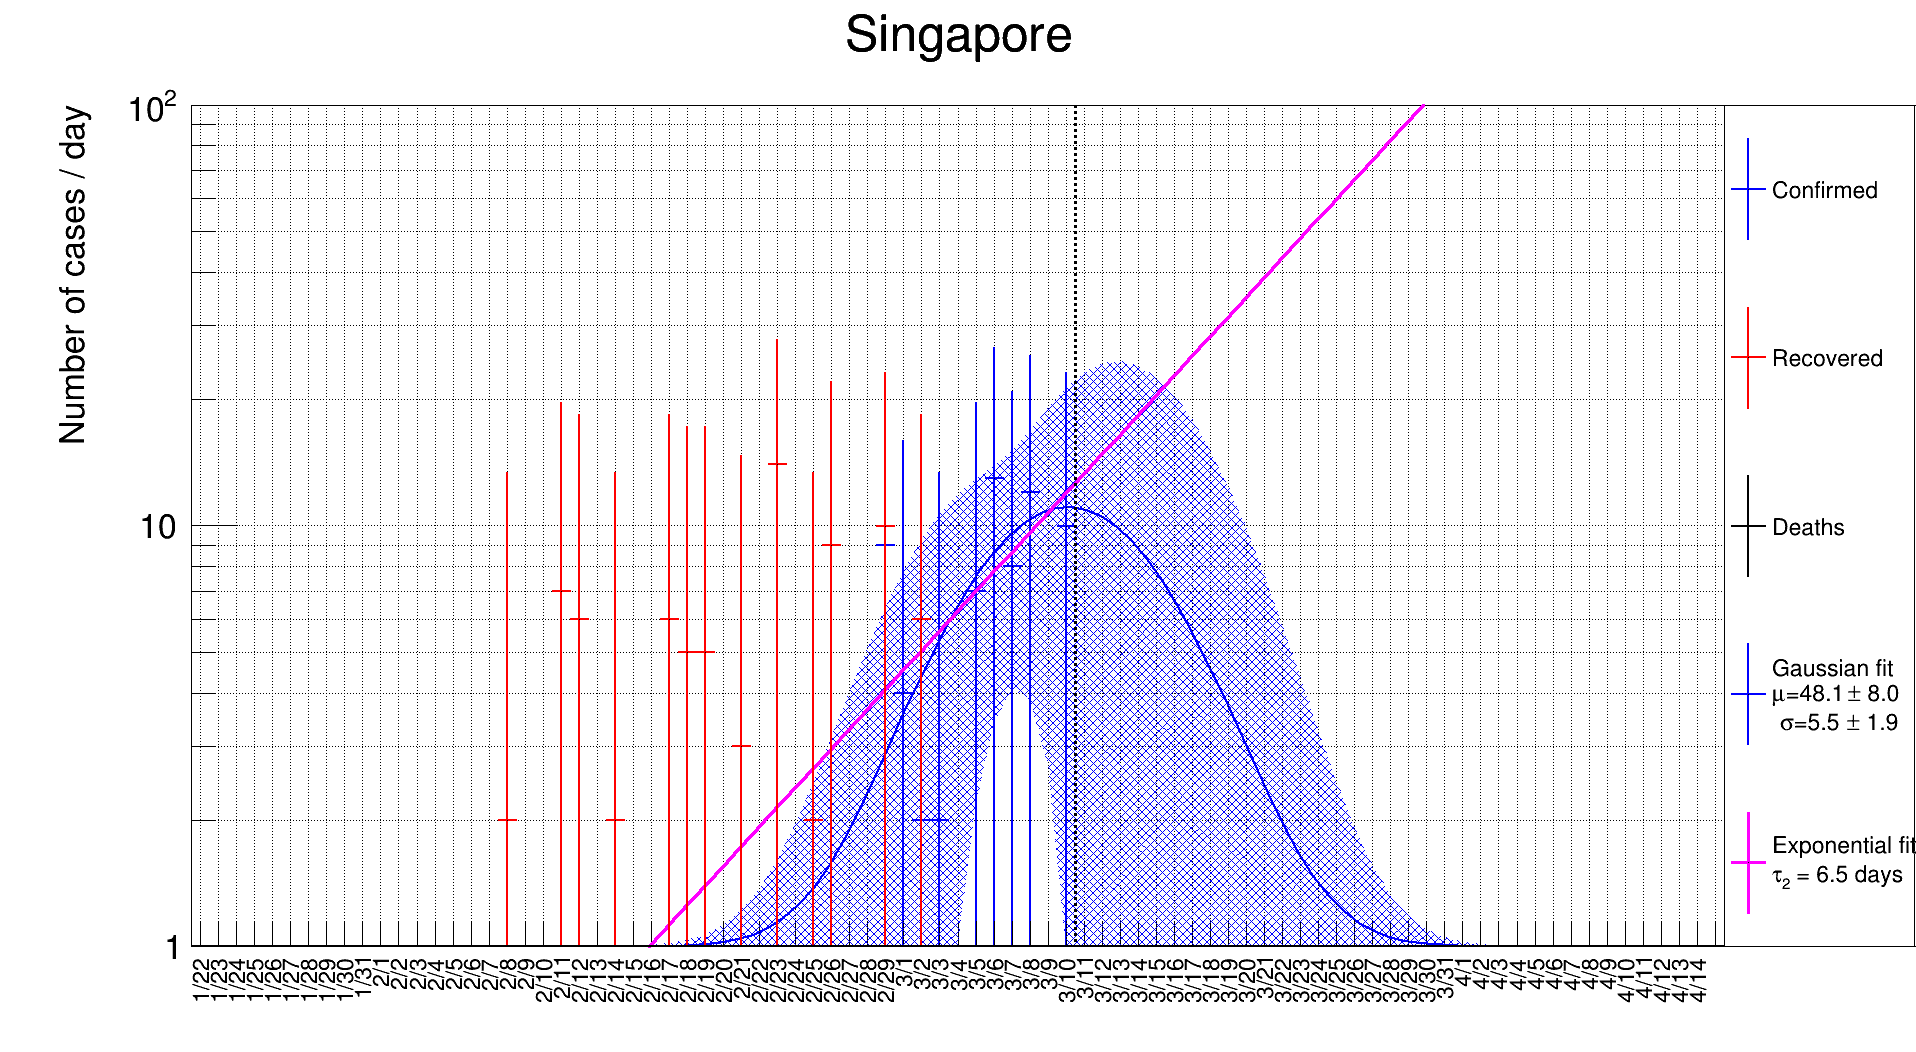 Singapore
Number of cases / day
10²
10
1
1/22 1/23 1/24 1/25 1/26 1/27 1/28 1/29 1/30 1/31 2/1 2/2 2/3 2/4 2/5 2/6 2/7 2/8 2/9 2/10 2/11 2/12 2/13 2/14 2/15 2/16 2/17 2/18 2/19 2/20 2/21 2/22 2/23 2/24 2/25 2/26 2/27 2/28 2/29 3/1 3/2 3/3 3/4 3/5 3/6 3/7 3/8 3/9 3/10 3/11 3/12 3/13 3/14 3/15 3/16 3/17 3/18 3/19 3/20 3/21 3/22 3/23 3/24 3/25 3/26 3/27 3/28 3/29 3/30 3/31 4/1 4/2 4/3 4/4 4/5 4/6 4/7 4/8 4/9 4/10 4/11 4/12 4/13 4/14
Confirmed
Recovered
Deaths
Gaussian fit
μ=48.1 ± 8.0
σ=5.5 ± 1.9
Exponential fit
τ₂ = 6.5 days